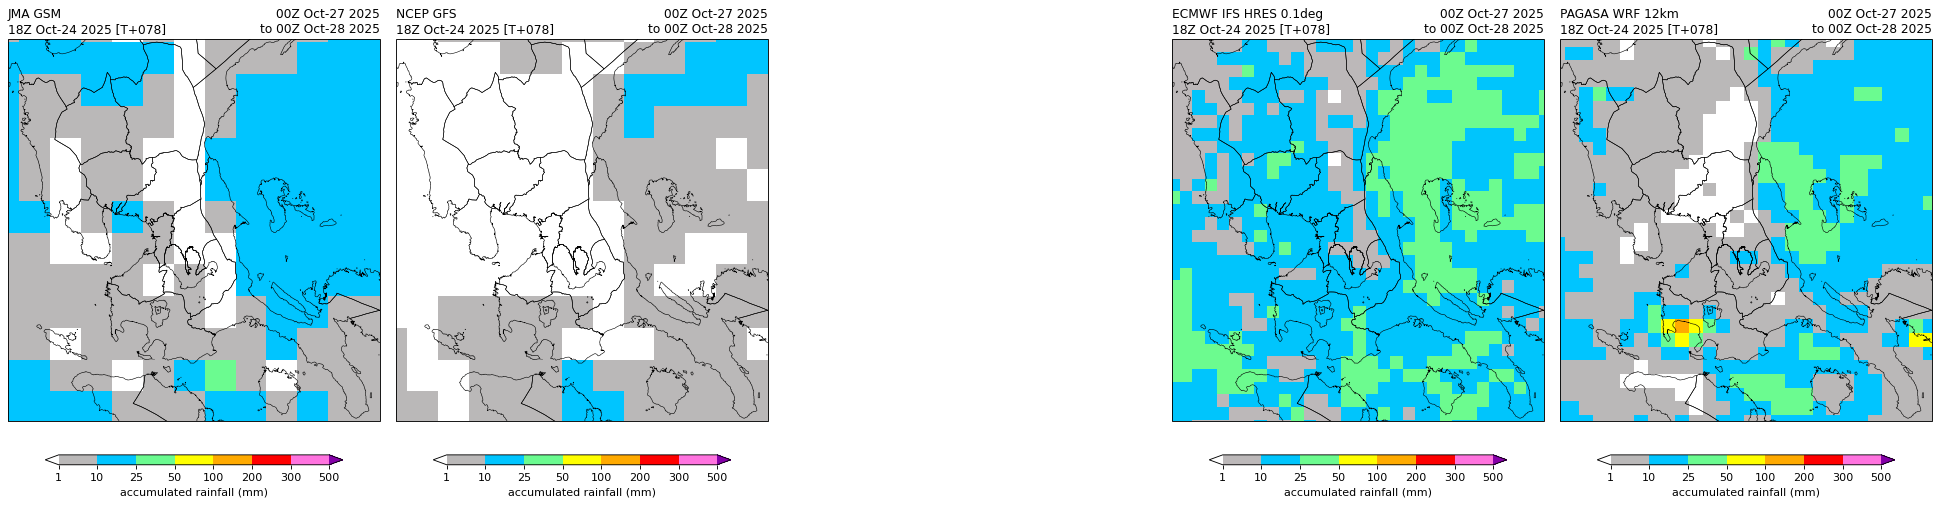 JMA GSM 00Z Oct-27 2025
18Z Oct-24 2025 [T+078] to 00Z Oct-28 2025
1 10 25 50 100 200 300 500
accumulated rainfall (mm)
NCEP GFS 00Z Oct-27 2025
18Z Oct-24 2025 [T+078] to 00Z Oct-28 2025
1 10 25 50 100 200 300 500
accumulated rainfall (mm)
ECMWF IFS HRES 0.1deg 00Z Oct-27 2025
18Z Oct-24 2025 [T+078] to 00Z Oct-28 2025
1 10 25 50 100 200 300 500
accumulated rainfall (mm)
PAGASA WRF 12km 00Z Oct-27 2025
18Z Oct-24 2025 [T+078] to 00Z Oct-28 2025
1 10 25 50 100 200 300 500
accumulated rainfall (mm)